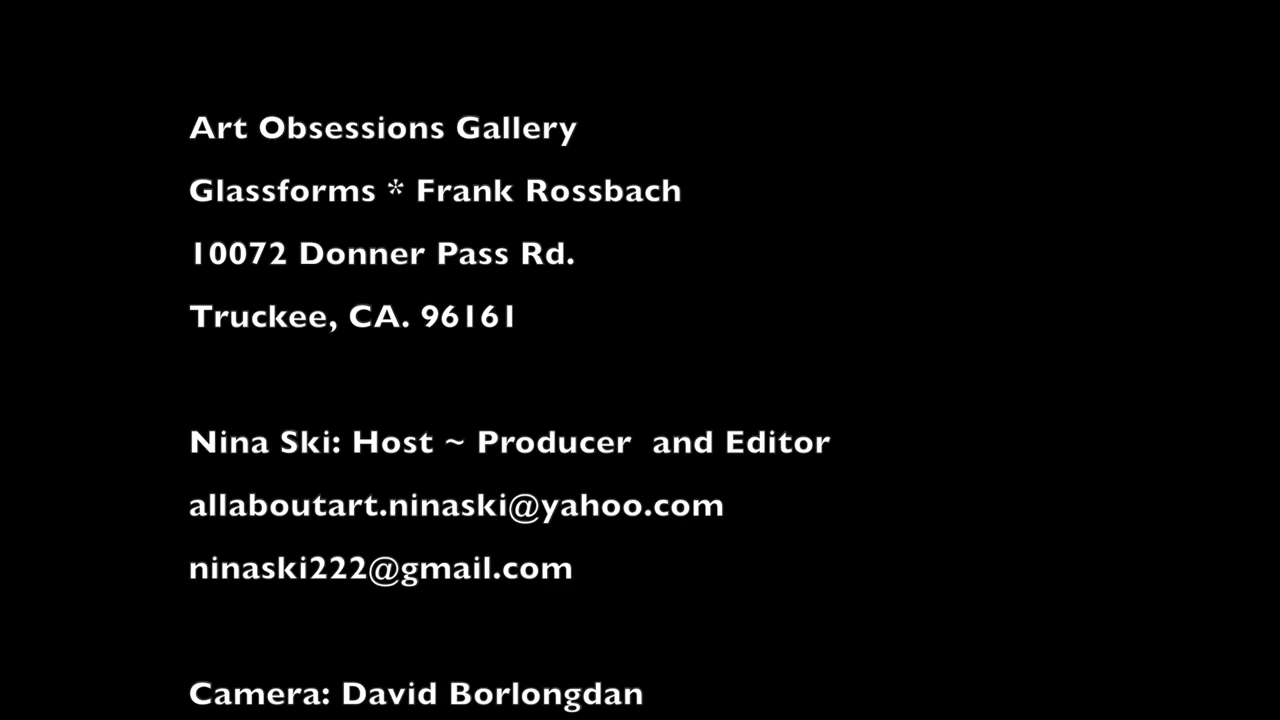 Art Obsessions Gallery
Glassforms * Frank Rossbach
10072 Donner Pass Rd.
Truckee, CA. 96161
Nina Ski: Host ~ Producer  and Editor
allaboutart.ninaski@yahoo.com
ninaski222@gmail.com
Camera: David Borlongdan